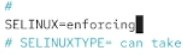 #
SELINUX=enforcing
# SELINUXTYPE= can take